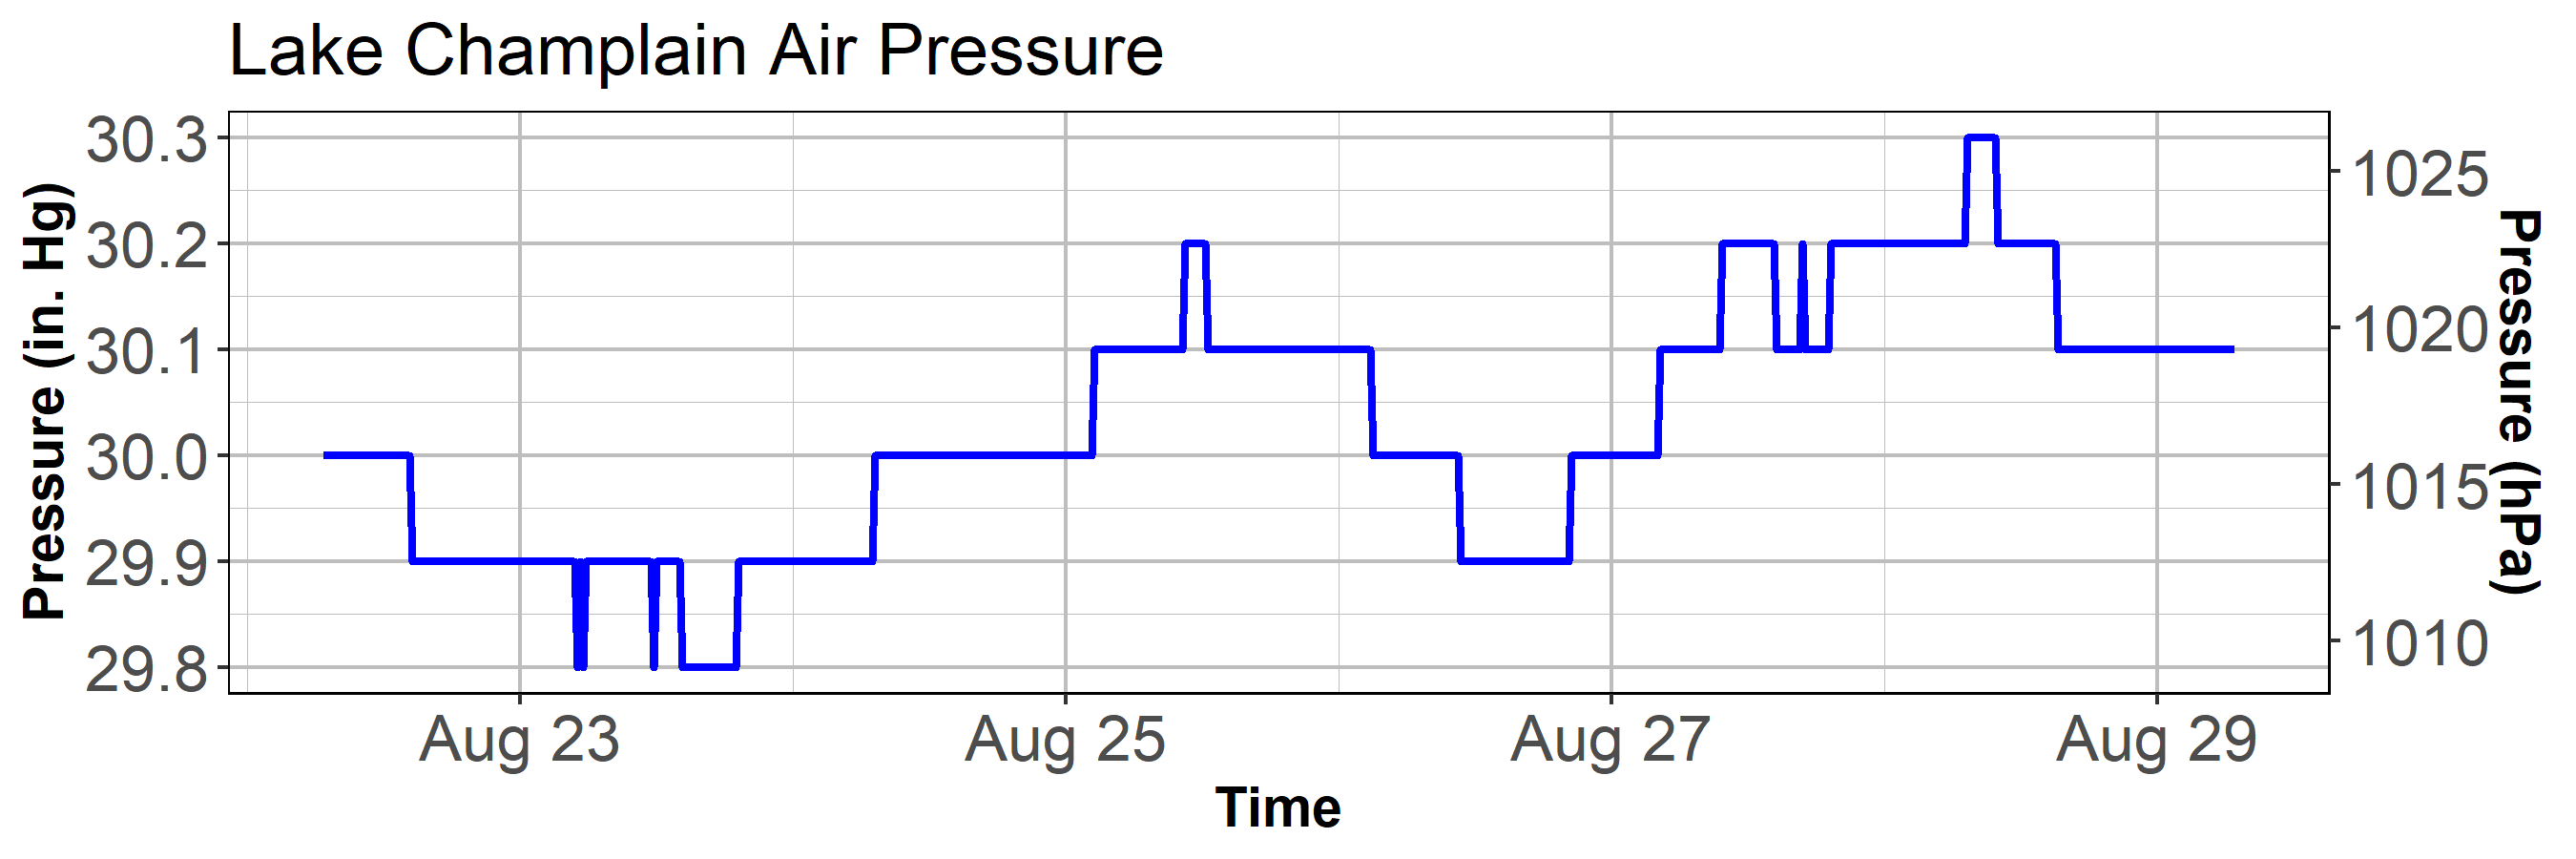 Lake Champlain Air Pressure
Pressure (in. Hg)
30.3
30.2
30.1
30.0
29.9
29.8
1025
1020
1015
1010
Pressure (hPa)
Aug 23 Aug 25 Aug 27 Aug 29
Time